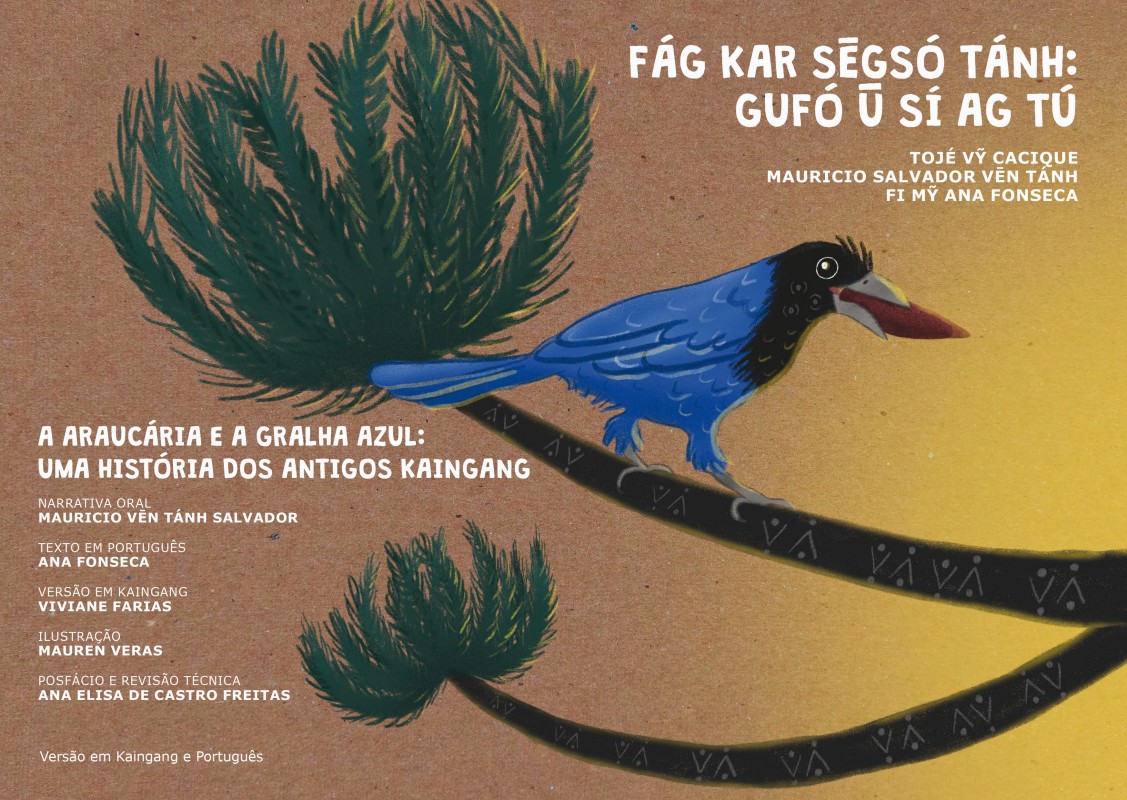 FÁG KAR SĒGSÓ TÁNH:
GUFÓ Ū SÍ AG TÚ
TOJÉ VỸ CACIQUE
MAURICIO SALVADOR VĒN TÁNH
FI MỸ ANA FONSECA
A ARAUCÁRIA E A GRALHA AZUL:
UMA HISTÓRIA DOS ANTIGOS KAINGANG
NARRATIVA ORAL
MAURICIO VĒN TÁNH SALVADOR
TEXTO EM PORTUGUÊS
ANA FONSECA
VERSÃO EM KAINGANG
VIVIANE FARIAS
ILUSTRAÇÃO
MAUREN VERAS
POSFÁCIO E REVISÃO TÉCNICA
ANA ELISA DE CASTRO FREITAS
Versão em Kaingang e Português